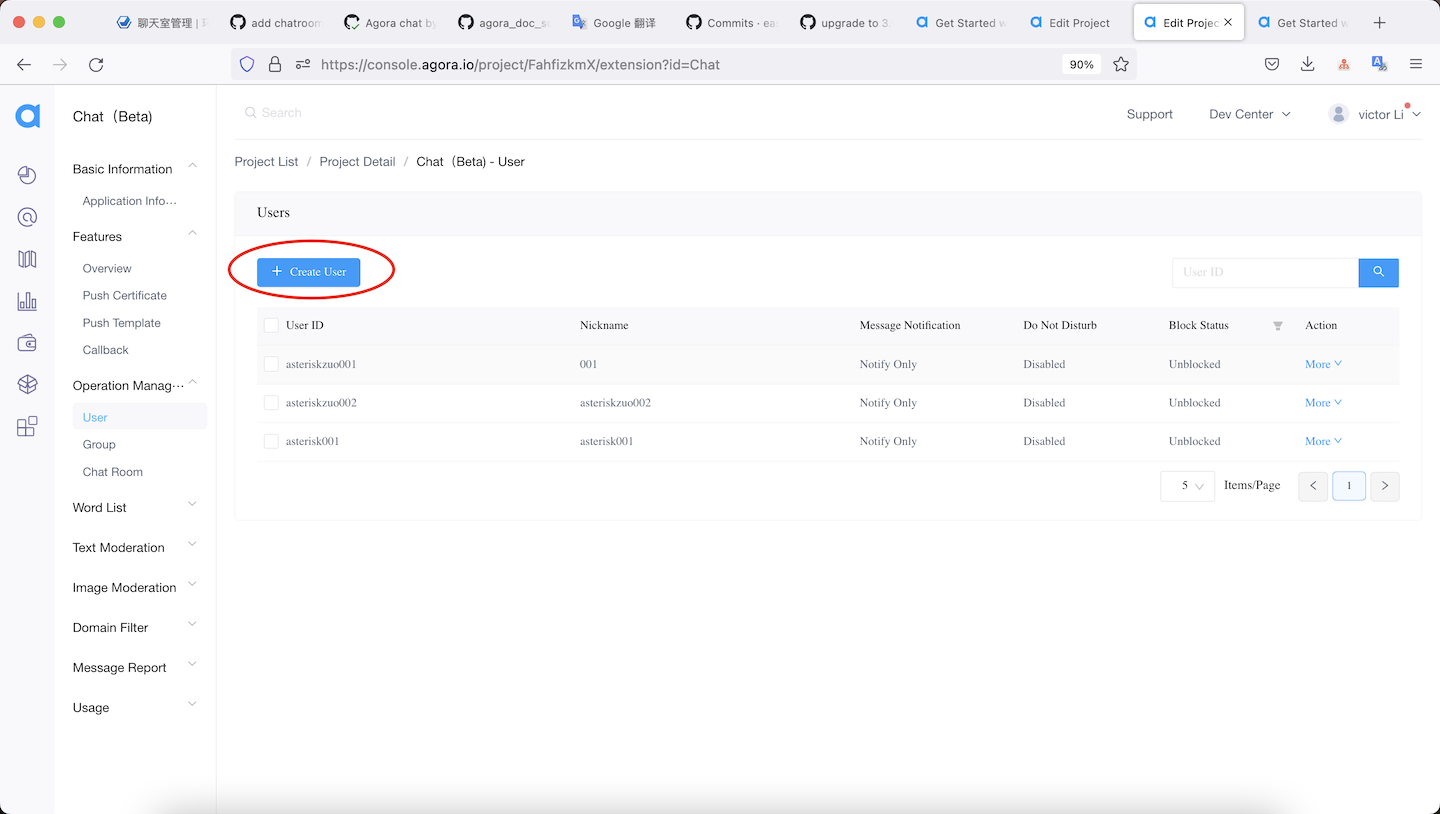 聊天室管理
add chatroom
Agora chat by
agora_doc_s
Google 翻译
Commits · eas
upgrade to 3.
Get Started w
Edit Project
Edit Projec
Get Started w
https://console.agora.io/project/FahfizkmX/extension?id=Chat
90%
Chat（Beta)
Search
Support
Dev Center
victor Li
Basic Information
Application Info···
Features
Overview
Push Certificate
Push Template
Callback
Operation Manag···
User
Group
Chat Room
Word List
Text Moderation
Image Moderation
Domain Filter
Message Report
Usage
Project List / Project Detail / Chat（Beta) - User
Users
+ Create User
User ID
User ID Nickname Message Notification Do Not Disturb Block Status Action
asteriskzuo001 001 Notify Only Disabled Unblocked More
asteriskzuo002 asteriskzuo002 Notify Only Disabled Unblocked More
asterisk001 asterisk001 Notify Only Disabled Unblocked More
5 Items/Page < 1 >